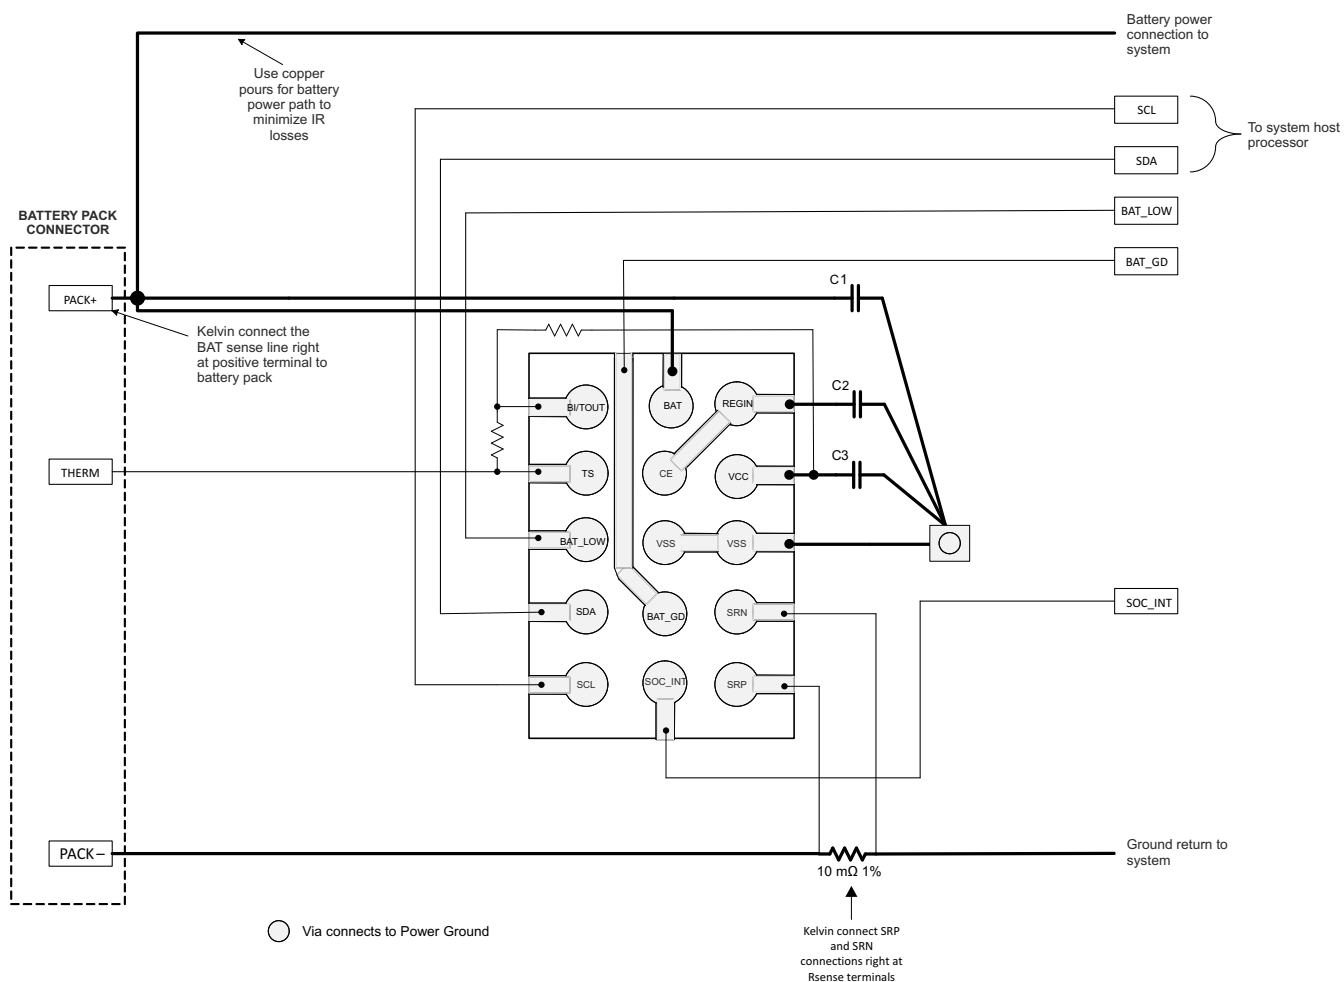 Battery power
connection to
system
Use copper
pours for battery
power path to
minimize IR
losses
SCL
To system host
processor
SDA
BATTERY PACK
CONNECTOR
BAT_LOW
BAT_GD
C1
PACK+
Kelvin connect the
BAT sense line right
at positive terminal to
battery pack
C2
BI/TOUT
BAT
REGIN
C3
THERM
TS
CE
VCC
BAT_LOW
VSS
VSS
SOC_INT
SDA
BAT_GD
SRN
SCL
SOC_INT
SRP
PACK–
Ground return to
system
10 mΩ 1%
Via connects to Power Ground
Kelvin connect SRP
and SRN
connections right at
Rsense terminals